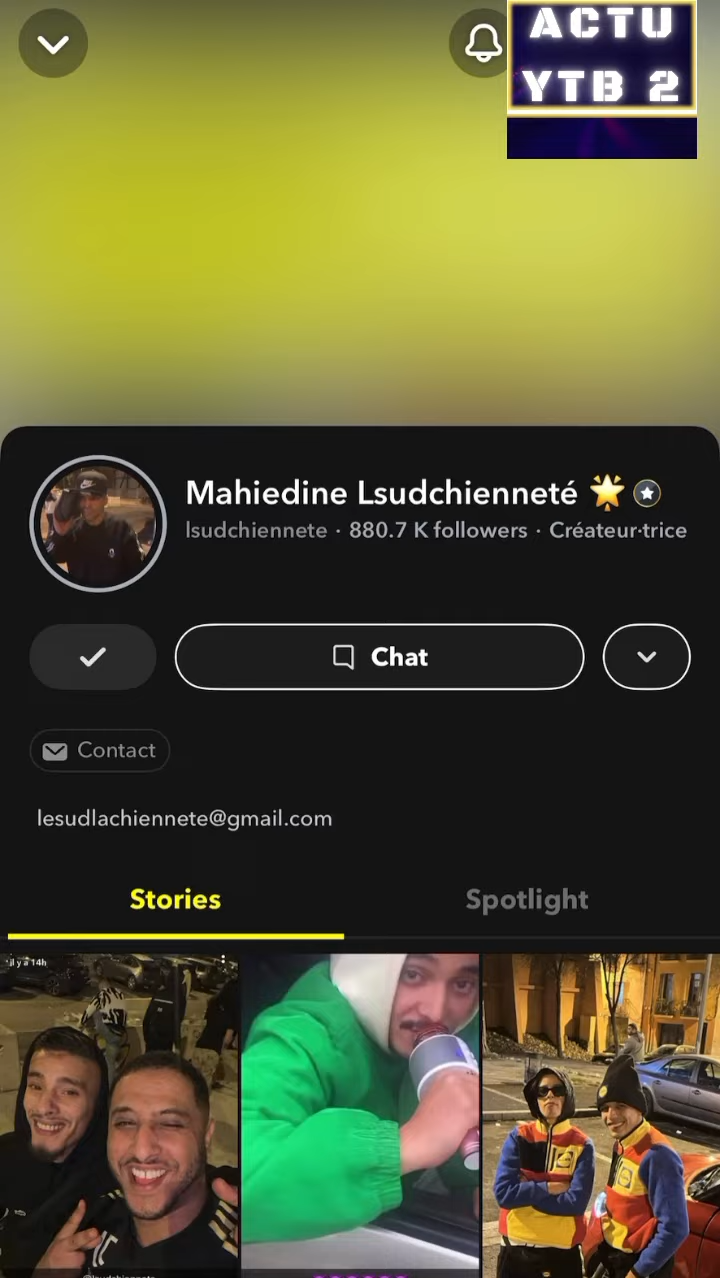 ACTU
YTB 2
Mahiedine Lsudchienneté 🌟
lsudchiennete · 880.7 K followers · Créateur·trice
Chat
Contact
lesudlachiennete@gmail.com
Stories
Spotlight
il y a 14h